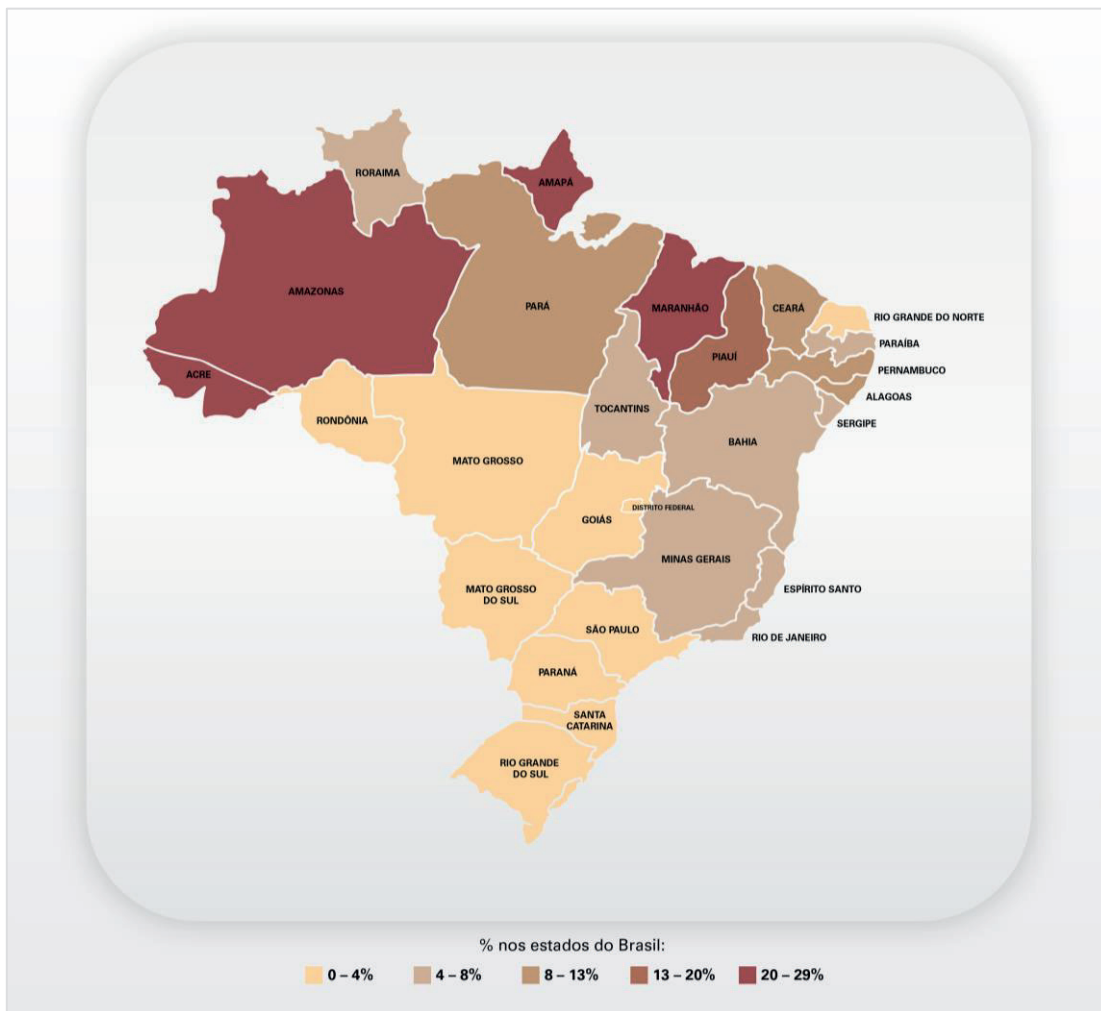 RORAIMA
AMAPÁ
AMAZONAS
PARÁ
MARANHÃO
CEARÁ
RIO GRANDE DO NORTE
PARAÍBA
PIAUÍ
PERNAMBUCO
ACRE
ALAGOAS
TOCANTINS
SERGIPE
RONDÔNIA
BAHIA
MATO GROSSO
DISTRITO FEDERAL
GOIÁS
MINAS GERAIS
MATO GROSSO
DO SUL
ESPÍRITO SANTO
SÃO PAULO
RIO DE JANEIRO
PARANÁ
SANTA
CATARINA
RIO GRANDE
DO SUL
% nos estados do Brasil:
0 – 4% 4 – 8% 8 – 13% 13 – 20% 20 – 29%